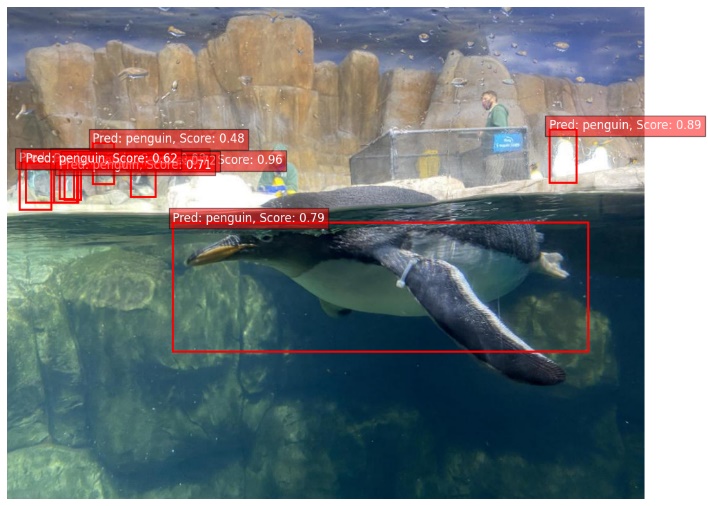 Pred: penguin, Score: 0.89
Pred: penguin, Score: 0.48
Pred: penguin, Score: 0.62
Score: 0.96
Pred: penguin, Score: 0.71
Pred: penguin, Score: 0.79